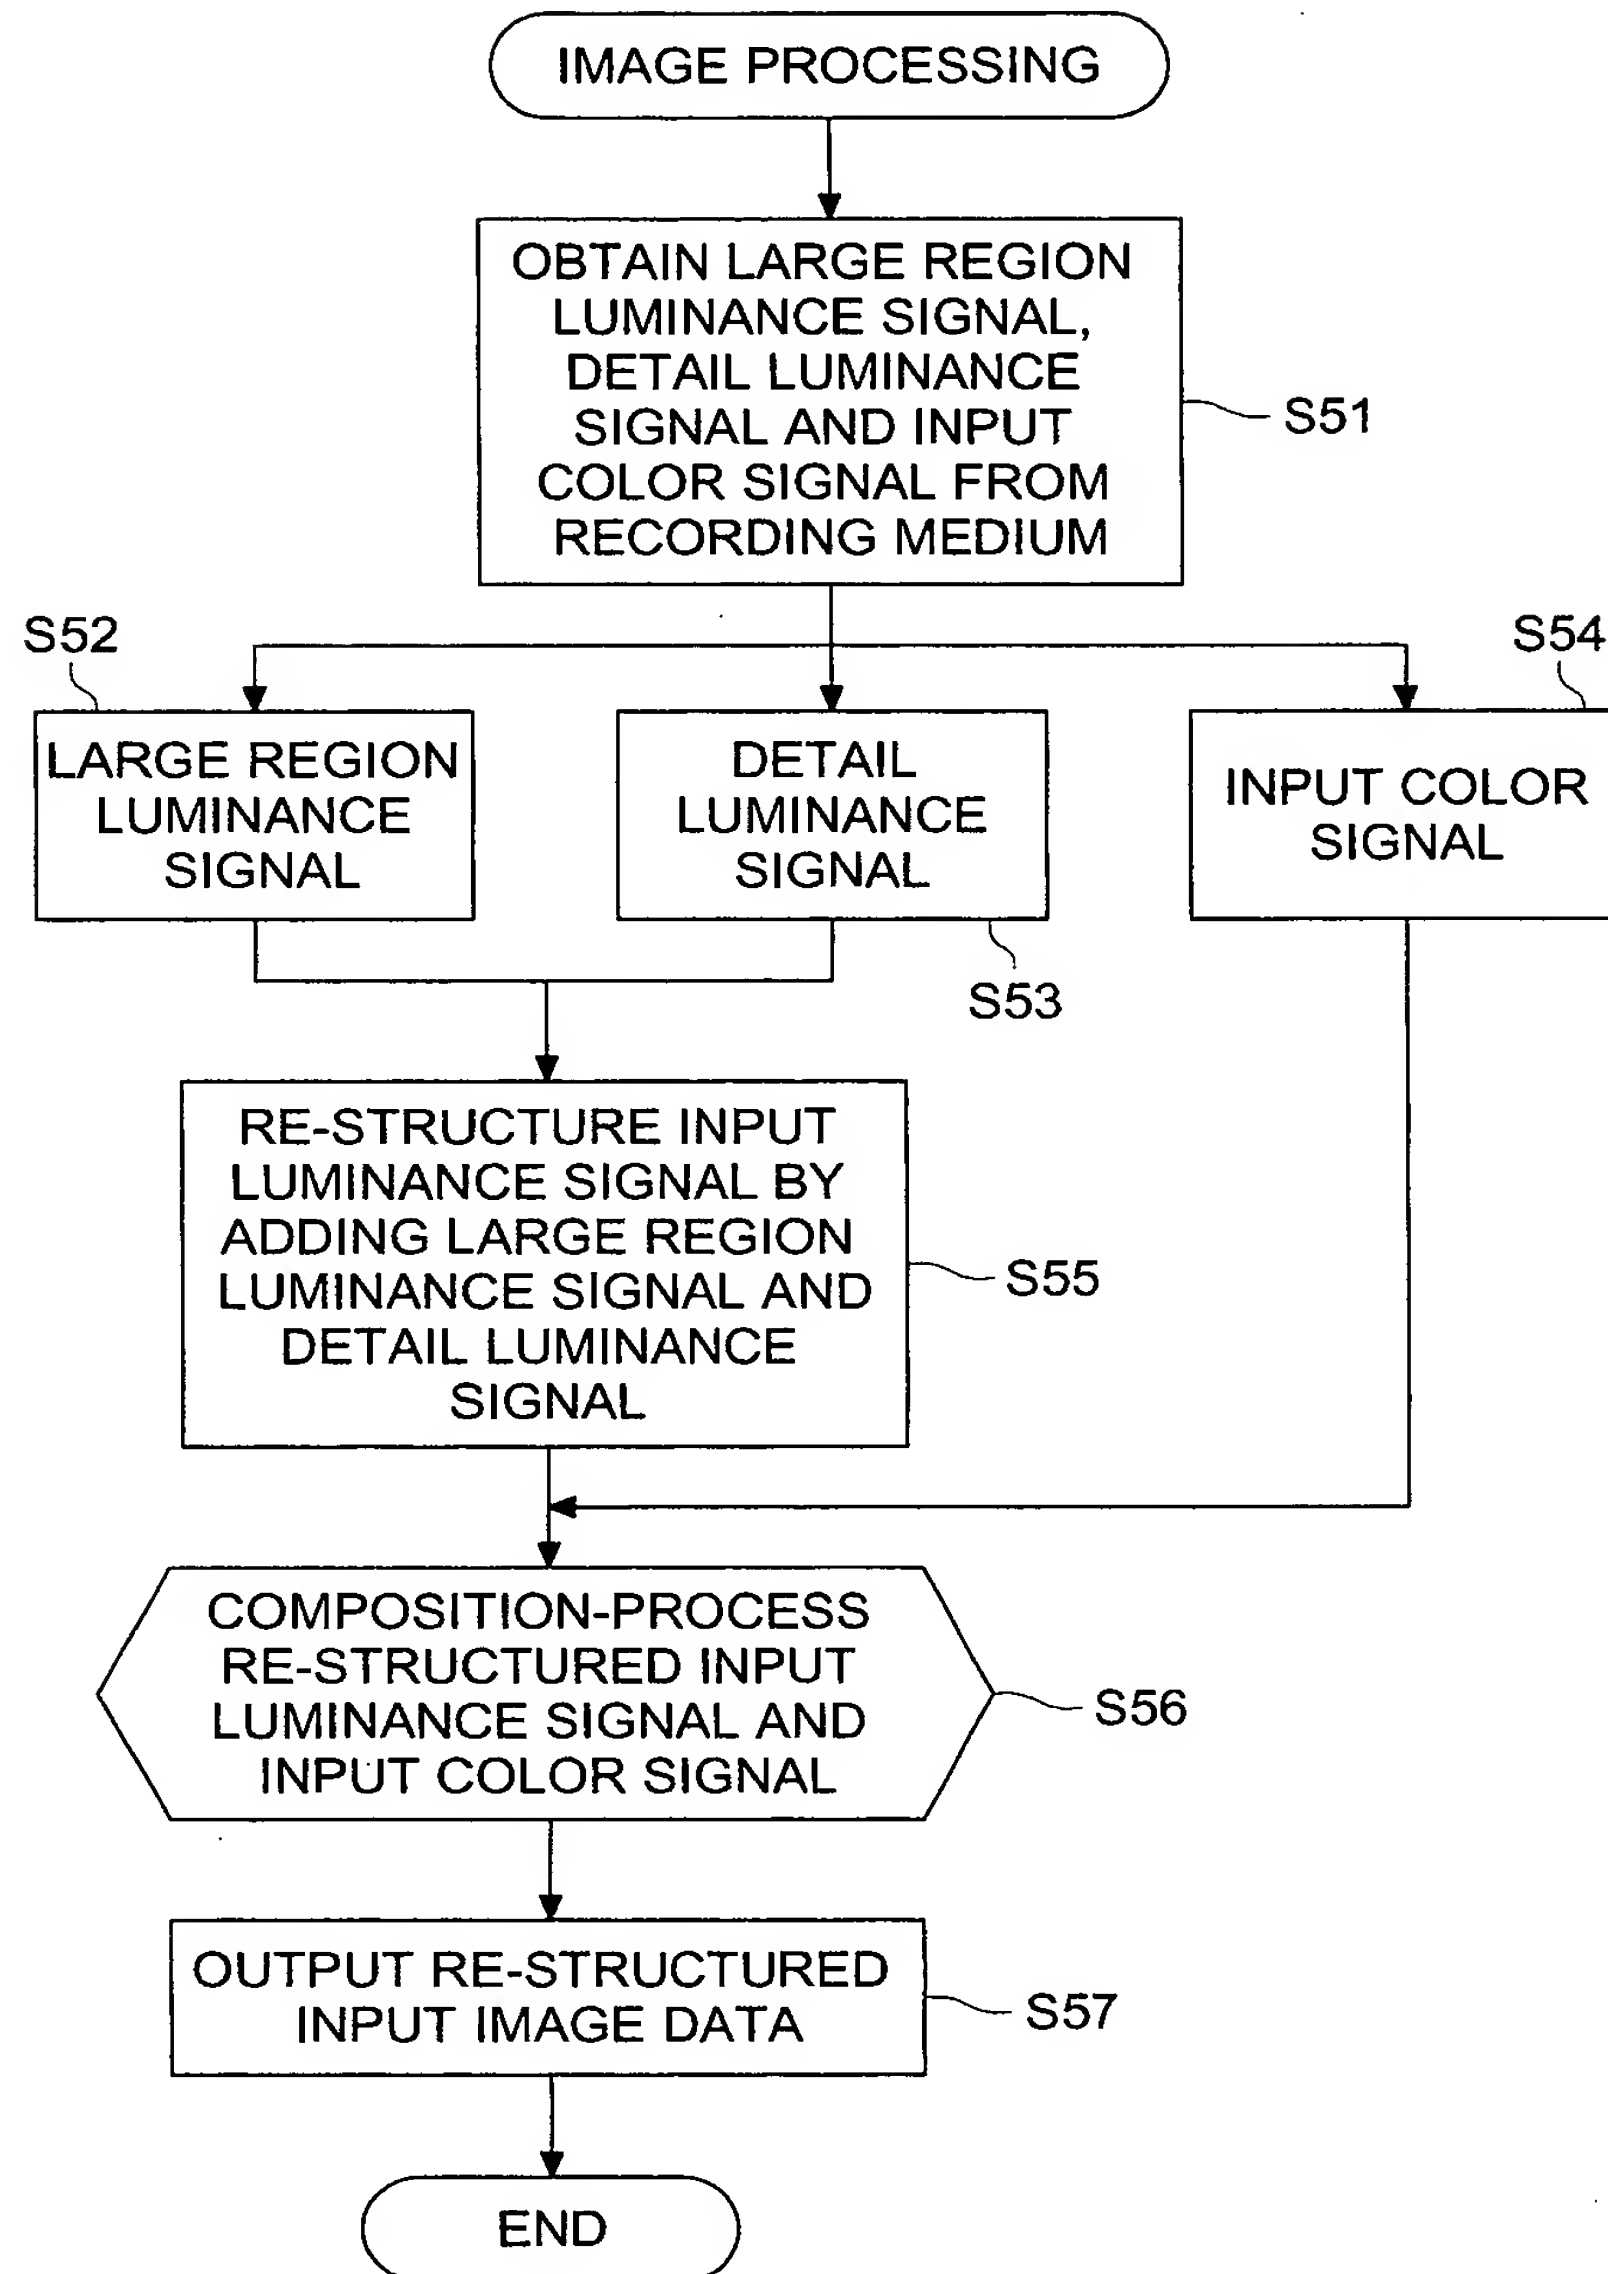 IMAGE PROCESSING
OBTAIN LARGE REGION
LUMINANCE SIGNAL,
DETAIL LUMINANCE
SIGNAL AND INPUT
COLOR SIGNAL FROM
RECORDING MEDIUM
S51
S52
S54
LARGE REGION
LUMINANCE
SIGNAL
DETAIL
LUMINANCE
SIGNAL
INPUT COLOR
SIGNAL
S53
RE-STRUCTURE INPUT
LUMINANCE SIGNAL BY
ADDING LARGE REGION
LUMINANCE SIGNAL AND
DETAIL LUMINANCE
SIGNAL
S55
COMPOSITION-PROCESS
RE-STRUCTURED INPUT
LUMINANCE SIGNAL AND
INPUT COLOR SIGNAL
S56
OUTPUT RE-STRUCTURED
INPUT IMAGE DATA
S57
END